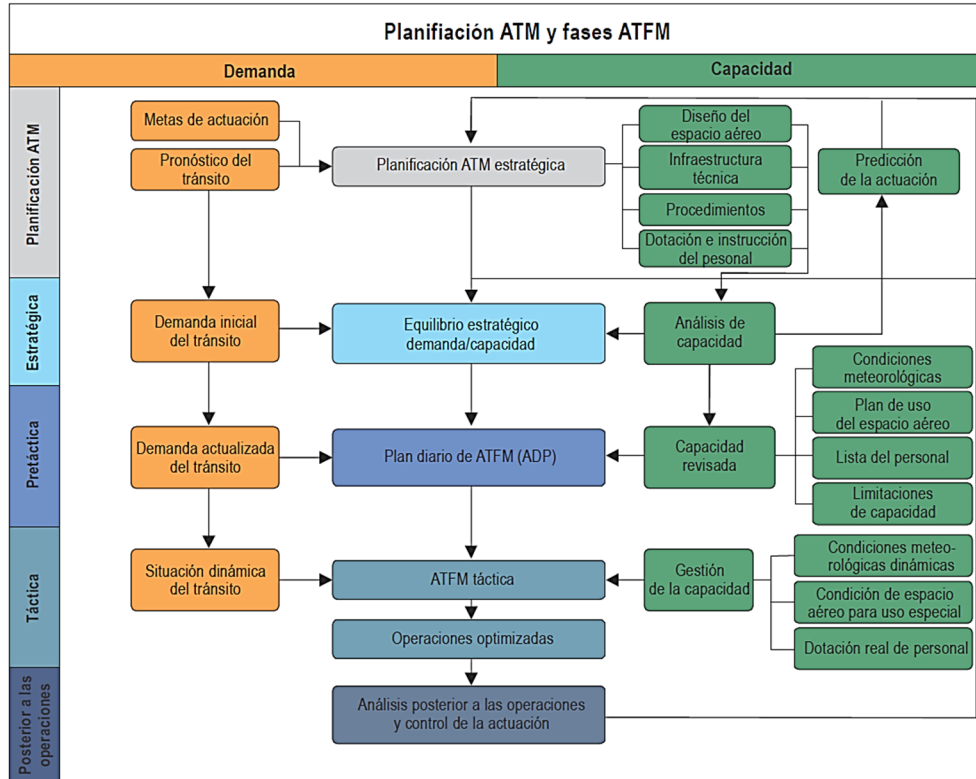 Planifiación ATM y fases ATFM
Demanda
Capacidad
Planificación ATM
Metas de actuación
Pronóstico del
tránsito
Planificación ATM estratégica
Diseño del
espacio aéreo
Infraestructura
técnica
Procedimientos
Dotación e instrucción
del pesonal
Predicción
de la actuación
Estratégica
Demanda inicial
del tránsito
Equilibrio estratégico
demanda/capacidad
Análisis de
capacidad
Pretáctica
Demanda actualizada
del tránsito
Plan diario de ATFM (ADP)
Capacidad
revisada
Condiciones
meteorológicas
Plan de uso
del espacio aéreo
Lista del personal
Limitaciones
de capacidad
Táctica
Situación dinámica
del tránsito
ATFM táctica
Gestión
de la capacidad
Condiciones meteo-
rológicas dinámicas
Condición de espacio
aéreo para uso especial
Dotación real de personal
Operaciones optimizadas
Posterior a las
operaciones
Análisis posterior a las operaciones
y control de la actuación